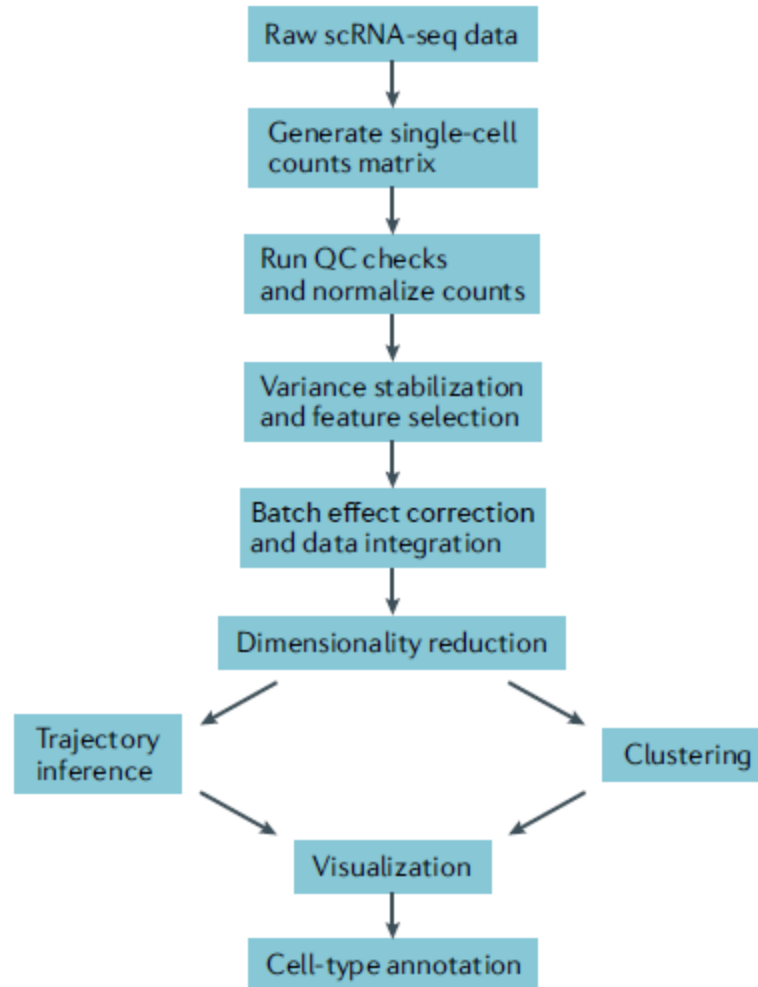 Raw scRNA-seq data
Generate single-cell
counts matrix
Run QC checks
and normalize counts
Variance stabilization
and feature selection
Batch effect correction
and data integration
Dimensionality reduction
Trajectory
inference
Clustering
Visualization
Cell-type annotation